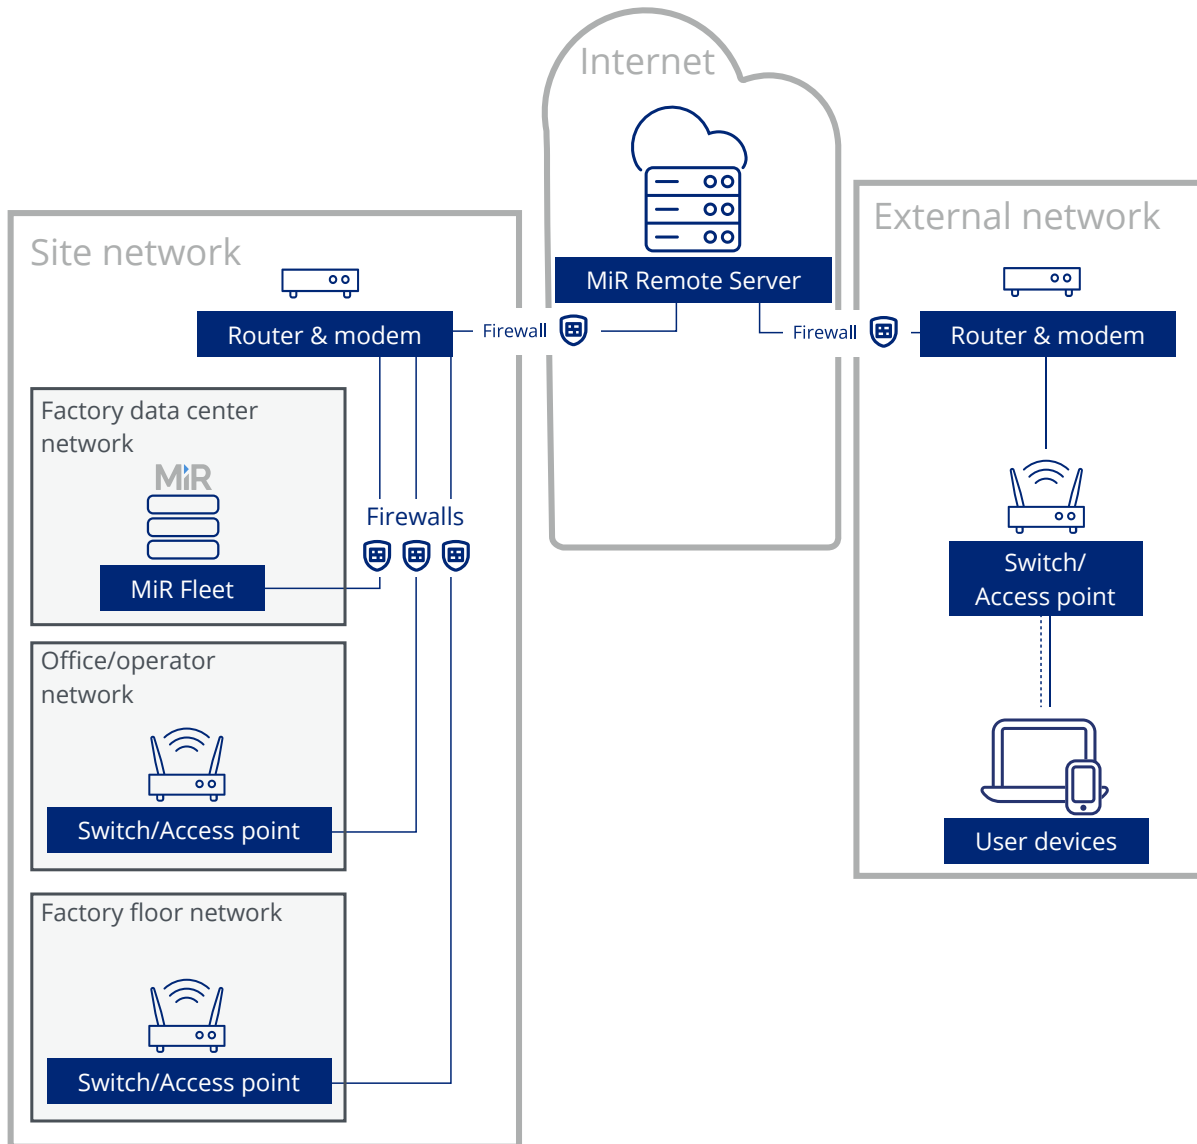 Internet
MiR Remote Server
Site network
Router & modem
Firewall
Firewall
External network
Router & modem
Factory data center
network
MiR
MiR Fleet
Firewalls
Office/operator
network
Switch/Access point
Factory floor network
Switch/Access point
Switch/
Access point
User devices